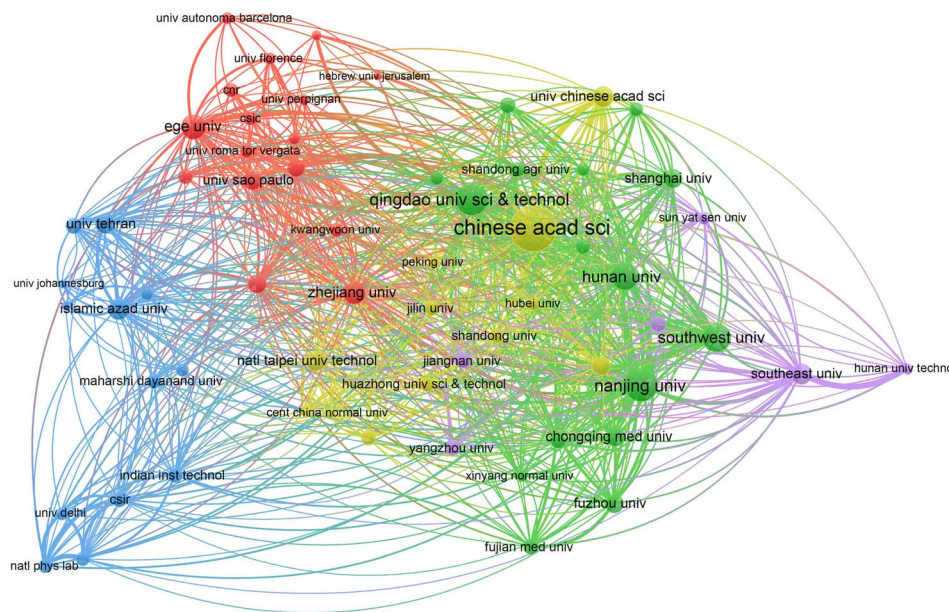 univ autonoma barcelona
univ florence
hebrew univ jerusalem
cnr
univ perpignan
univ chinese acad sci
csic
ege univ
univ roma tor vergata
shandong agr univ
univ sao paulo
shanghai univ
qingdao univ sci & technol
sun yat sen univ
univ tehran
chinese acad sci
kwangwoon univ
peking univ
hunan univ
univ johannesburg
zhejiang univ
islamic azad univ
jilin univ
hubei univ
shandong univ
southwest univ
natl taipei univ technol
jiangnan univ
hunan univ techno
southeast univ
maharshi dayanand univ
huazhong univ sci & technol
nanjing univ
cent china normal univ
chongqing med univ
yangzhou univ
indian inst technol
xinyang normal univ
csir
fuzhou univ
univ delhi
fujian med univ
natl phys lab